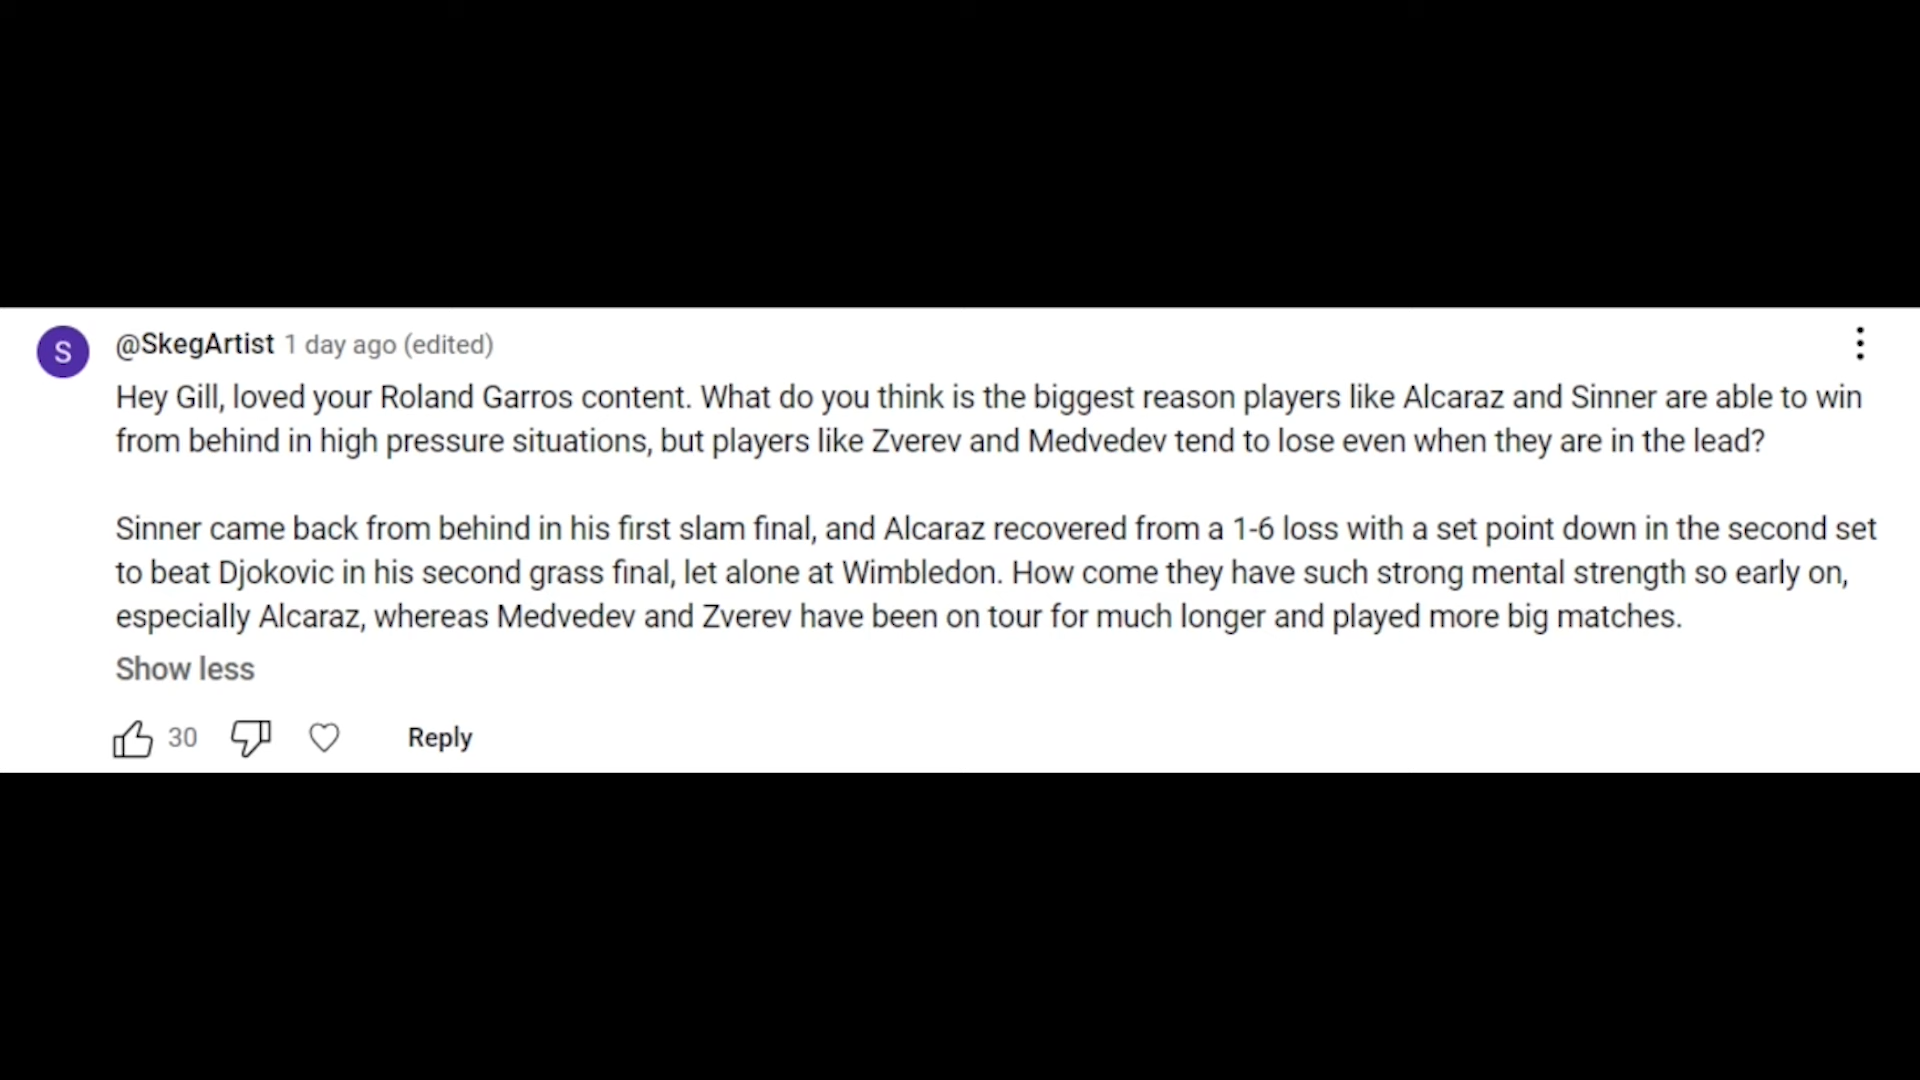 S
@SkegArtist 1 day ago (edited)
Hey Gill, loved your Roland Garros content. What do you think is the biggest reason players like Alcaraz and Sinner are able to win
from behind in high pressure situations, but players like Zverev and Medvedev tend to lose even when they are in the lead?
Sinner came back from behind in his first slam final, and Alcaraz recovered from a 1-6 loss with a set point down in the second set
to beat Djokovic in his second grass final, let alone at Wimbledon. How come they have such strong mental strength so early on,
especially Alcaraz, whereas Medvedev and Zverev have been on tour for much longer and played more big matches.
Show less
30 Reply